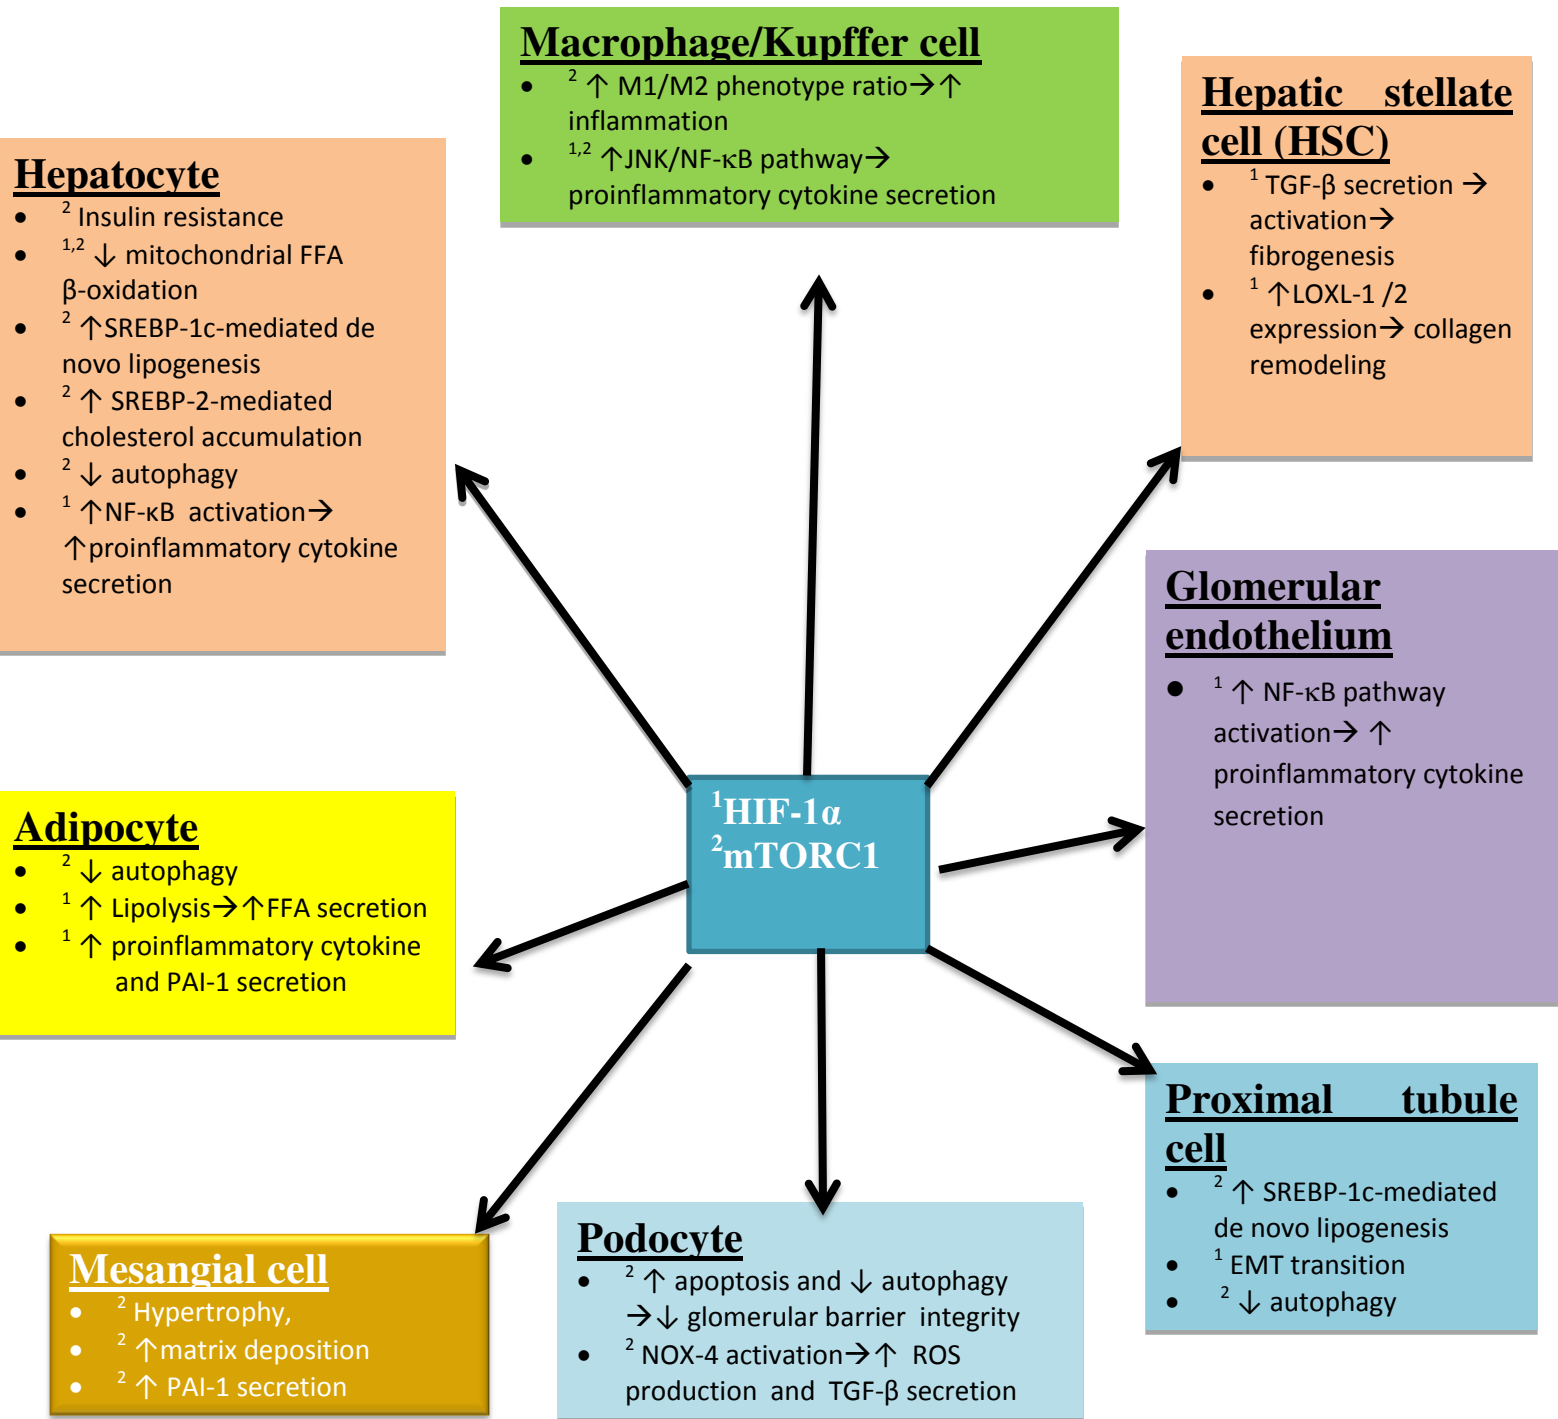 Macrophage/Kupffer cell
• ² ↑ M1/M2 phenotype ratio→↑
inflammation
• ¹,² ↑JNK/NF-κB pathway→
proinflammatory cytokine secretion
Hepatic stellate
cell (HSC)
• ¹ TGF-β secretion →
activation→
fibrogenesis
• ¹ ↑LOXL-1 /2
expression→ collagen
remodeling
Hepatocyte
• ² Insulin resistance
• ¹,² ↓ mitochondrial FFA
β-oxidation
• ² ↑SREBP-1c-mediated de
novo lipogenesis
• ² ↑ SREBP-2-mediated
cholesterol accumulation
• ² ↓ autophagy
• ¹ ↑NF-κB activation→
↑proinflammatory cytokine
secretion
Glomerular
endothelium
• ¹ ↑ NF-κB pathway
activation→ ↑
proinflammatory cytokine
secretion
¹HIF-1α
²mTORC1
Adipocyte
• ² ↓ autophagy
• ¹ ↑ Lipolysis→↑FFA secretion
• ¹ ↑ proinflammatory cytokine
and PAI-1 secretion
Proximal tubule
cell
• ² ↑ SREBP-1c-mediated
de novo lipogenesis
• ¹ EMT transition
• ² ↓ autophagy
Mesangial cell
• ² Hypertrophy,
• ² ↑matrix deposition
• ² ↑ PAI-1 secretion
Podocyte
• ² ↑ apoptosis and ↓ autophagy
→↓ glomerular barrier integrity
• ² NOX-4 activation→↑ ROS
production and TGF-β secretion